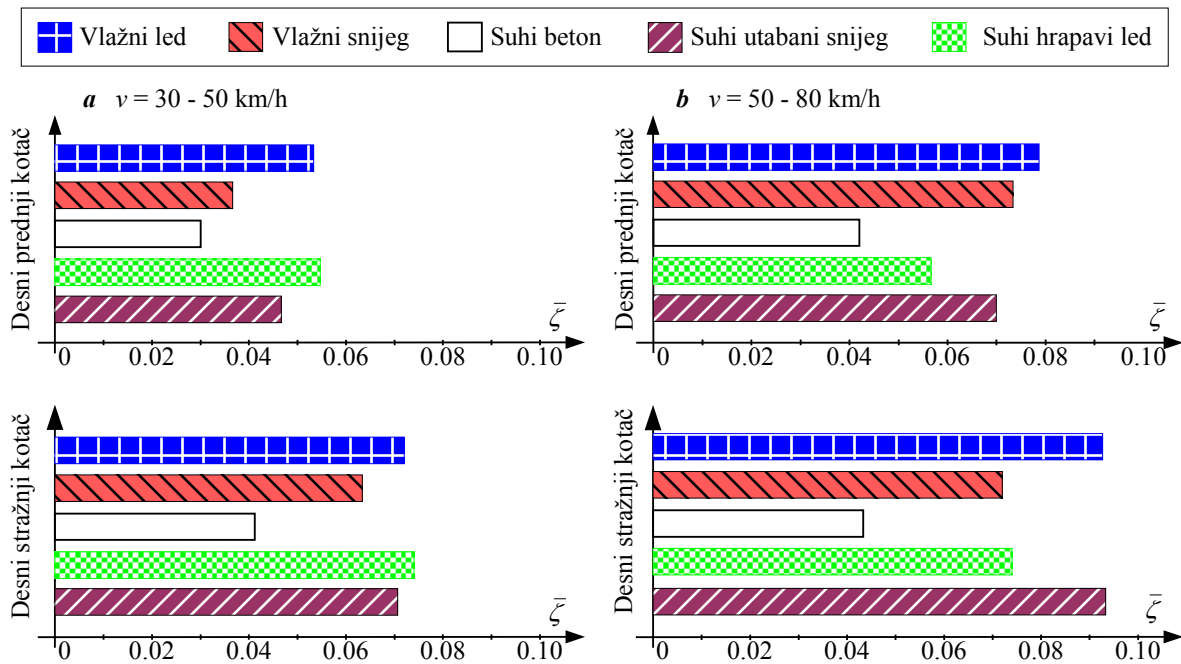 Vlažni led Vlažni snijeg Suhi beton Suhi utabani snijeg Suhi hrapavi led
a v = 30 - 50 km/h
Desni prednji kotač
ζ̄
0 0.02 0.04 0.06 0.08 0.10
b v = 50 - 80 km/h
Desni prednji kotač
ζ̄
0 0.02 0.04 0.06 0.08 0.10
Desni stražnji kotač
ζ̄
0 0.02 0.04 0.06 0.08 0.10
Desni stražnji kotač
ζ̄
0 0.02 0.04 0.06 0.08 0.10